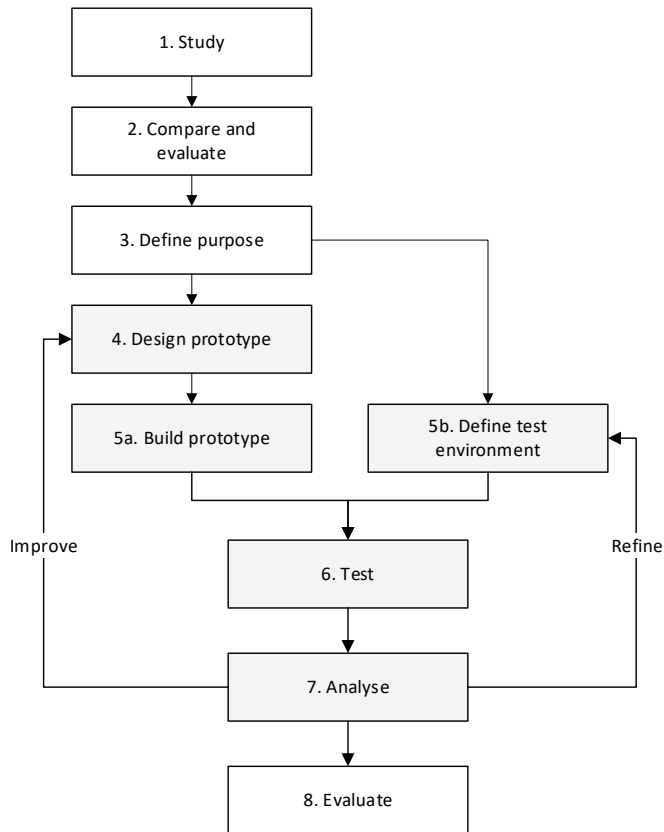 1. Study
2. Compare and
evaluate
3. Define purpose
4. Design prototype
5a. Build prototype
5b. Define test
environment
Improve
Refine
6. Test
7. Analyse
8. Evaluate